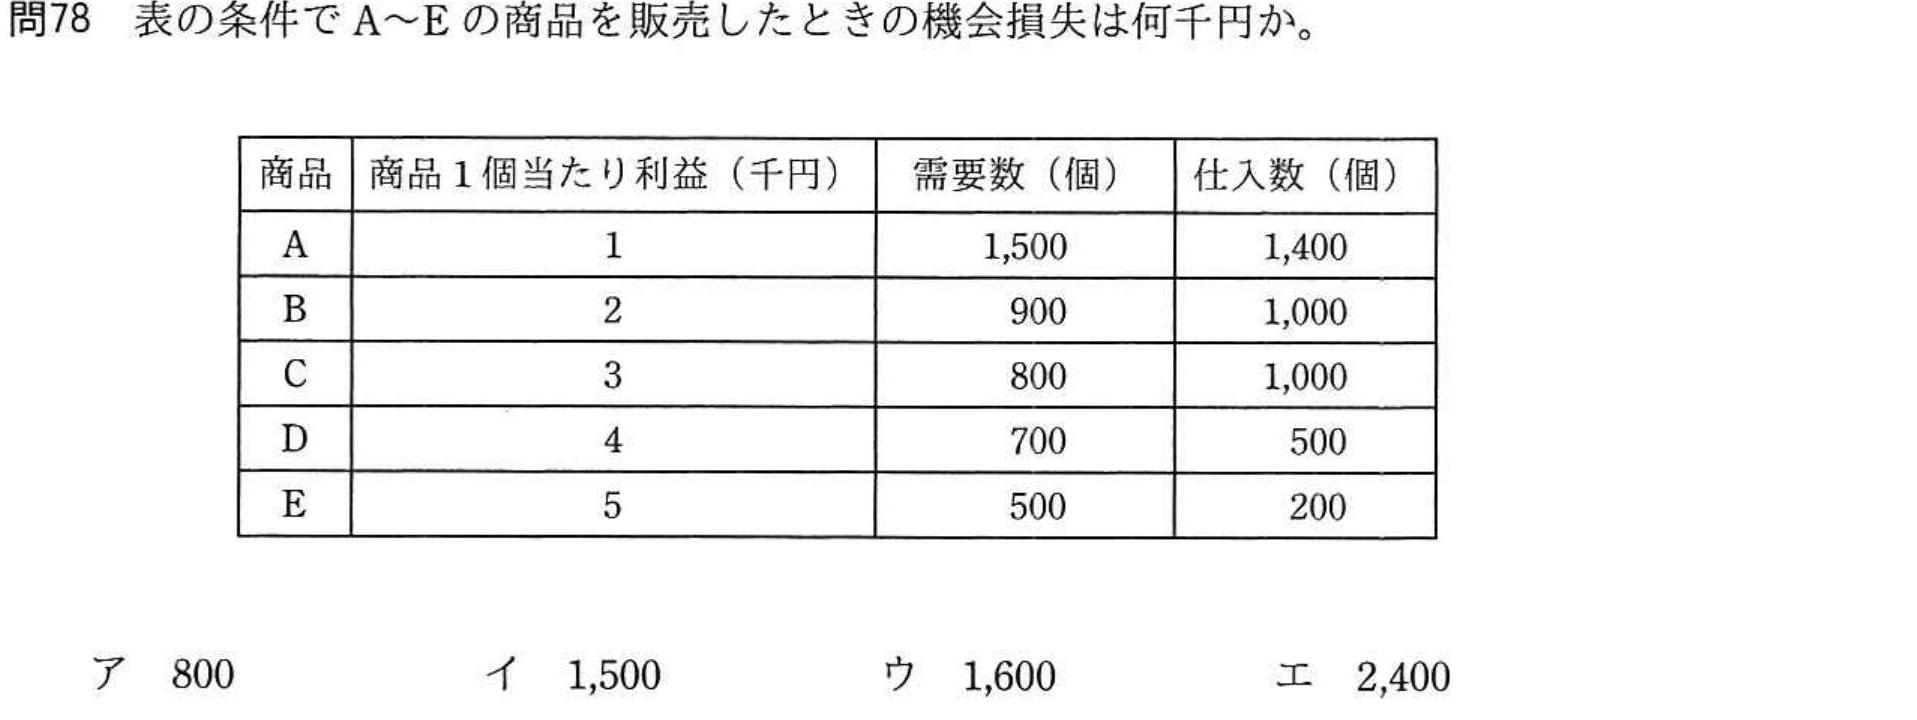 問78 表の条件でA～Eの商品を販売したときの機会損失は何千円か。
商品 商品1個当たり利益（千円） 需要数（個） 仕入数（個）
A 1 1,500 1,400
B 2 900 1,000
C 3 800 1,000
D 4 700 500
E 5 500 200
ア 800 イ 1,500 ウ 1,600 エ 2,400